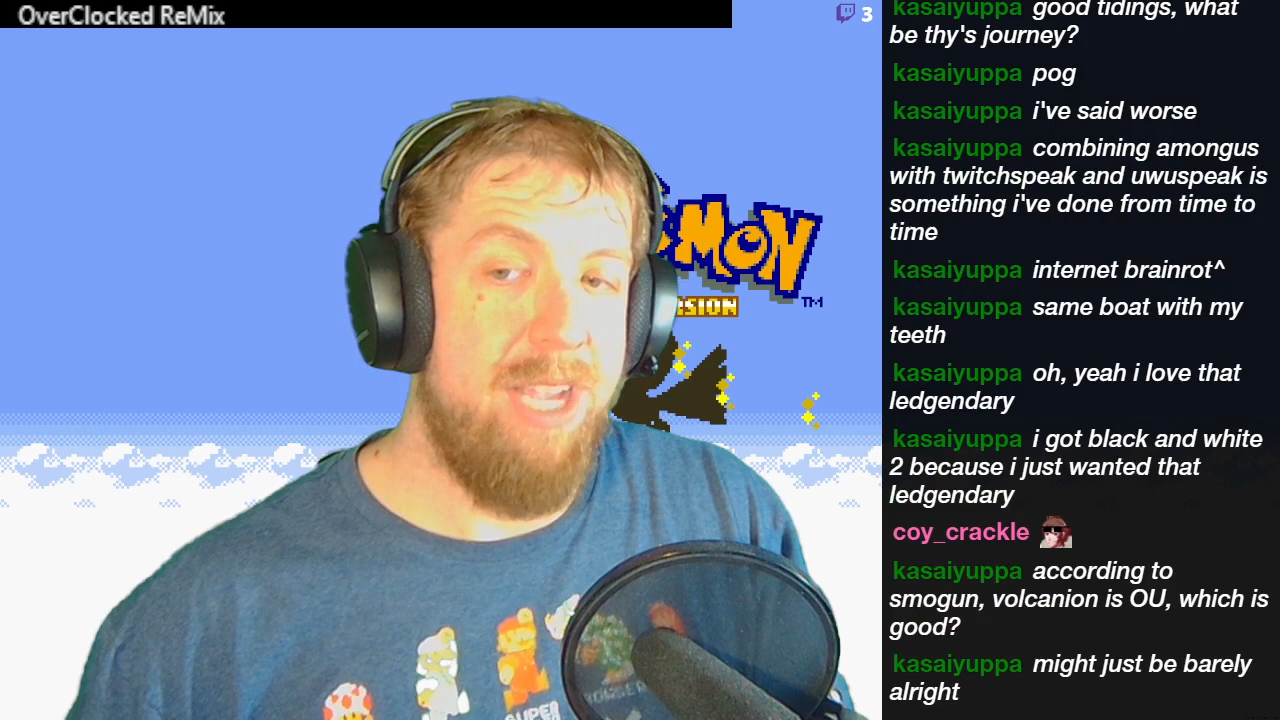 OverClocked ReMix
3
MON
TM
SION
SUPER
kasaiyuppa good tidings, what
be thy's journey?
kasaiyuppa pog
kasaiyuppa i've said worse
kasaiyuppa combining amongus
with twitchspeak and uwuspeak is
something i've done from time to
time
kasaiyuppa internet brainrot^
kasaiyuppa same boat with my
teeth
kasaiyuppa oh, yeah i love that
ledgendary
kasaiyuppa i got black and white
2 because i just wanted that
ledgendary
coy_crackle
kasaiyuppa according to
smogun, volcanion is OU, which is
good?
kasaiyuppa might just be barely
alright